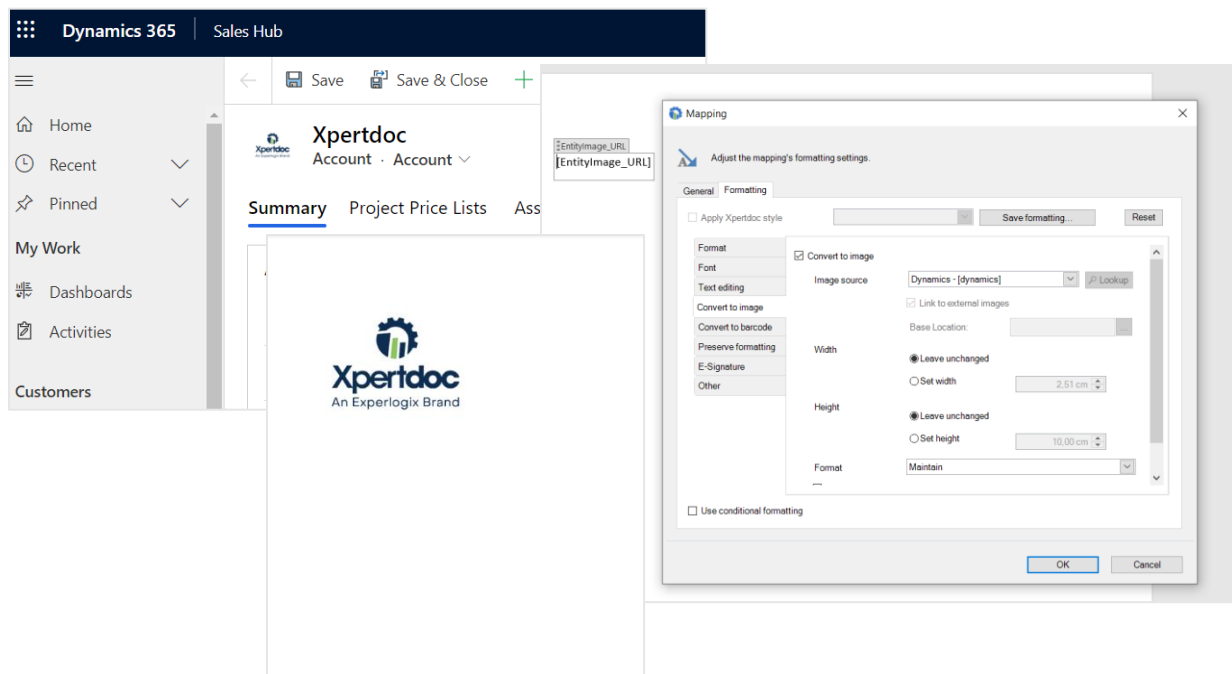 Dynamics 365
Sales Hub
Save
Save & Close
Home
Recent
Pinned
My Work
Dashboards
Activities
Customers
Xpertdoc
An Experlogix Brand
Xpertdoc
Account · Account
Summary
Project Price Lists
Ass
Xpertdoc
An Experlogix Brand
EntityImage_URL
[EntityImage_URL]
Mapping
Adjust the mapping's formatting settings.
General
Formatting
Apply Xpertdoc style
Save formatting...
Reset
Format
Font
Text editing
Convert to image
Convert to barcode
Preserve formatting
E-Signature
Other
Convert to image
Image source
Dynamics - [dynamics]
Lookup
Link to external images
Base Location:
...
Width
Leave unchanged
Set width
2.51 cm
Height
Leave unchanged
Set height
10,00 cm
Format
Maintain
Use conditional formatting
OK
Cancel